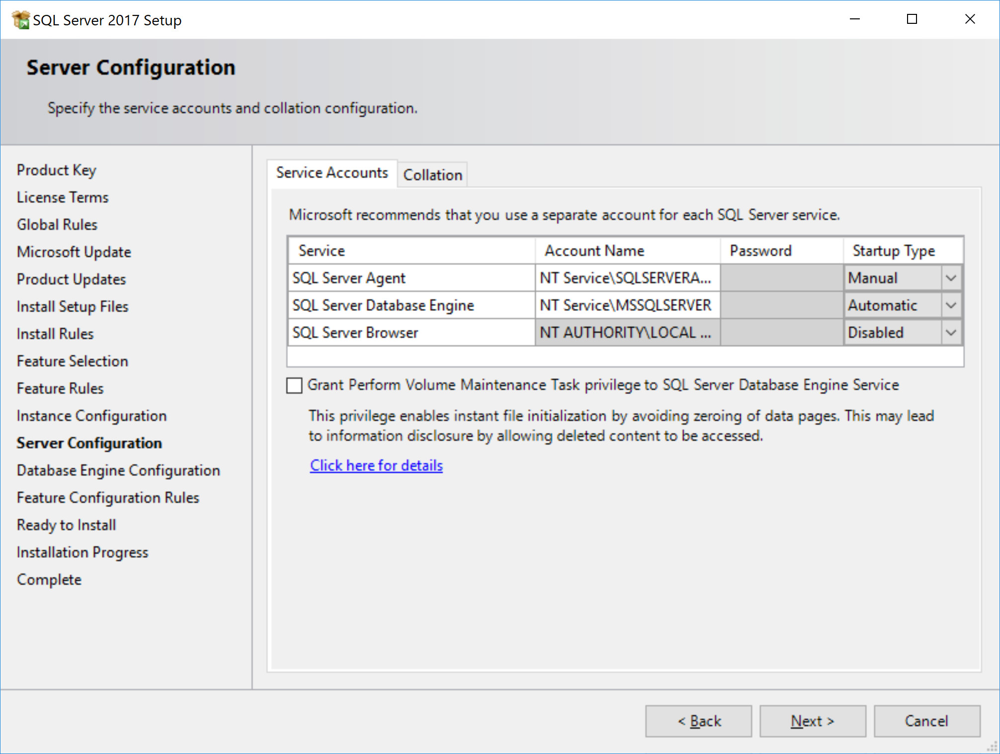 SQL Server 2017 Setup
Server Configuration
Specify the service accounts and collation configuration.
Product Key
License Terms
Global Rules
Microsoft Update
Product Updates
Install Setup Files
Install Rules
Feature Selection
Feature Rules
Instance Configuration
Server Configuration
Database Engine Configuration
Feature Configuration Rules
Ready to Install
Installation Progress
Complete
Service Accounts Collation
Microsoft recommends that you use a separate account for each SQL Server service.
Service Account Name Password Startup Type
SQL Server Agent NT Service\SQLSERVERA... Manual
SQL Server Database Engine NT Service\MSSQLSERVER Automatic
SQL Server Browser NT AUTHORITY\LOCAL ... Disabled
Grant Perform Volume Maintenance Task privilege to SQL Server Database Engine Service
This privilege enables instant file initialization by avoiding zeroing of data pages. This may lead
to information disclosure by allowing deleted content to be accessed.
Click here for details
< Back Next > Cancel